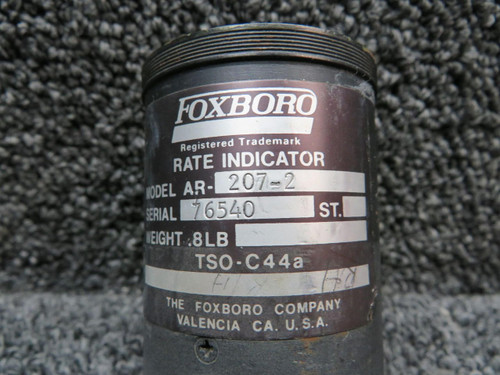 FOXBORO
Registered Trademark
RATE INDICATOR
MODEL AR-207-2
SERIAL 76540 ST.
WEIGHT .8LB
TSO-C44a
THE FOXBORO COMPANY
VALENCIA CA. U.S.A.